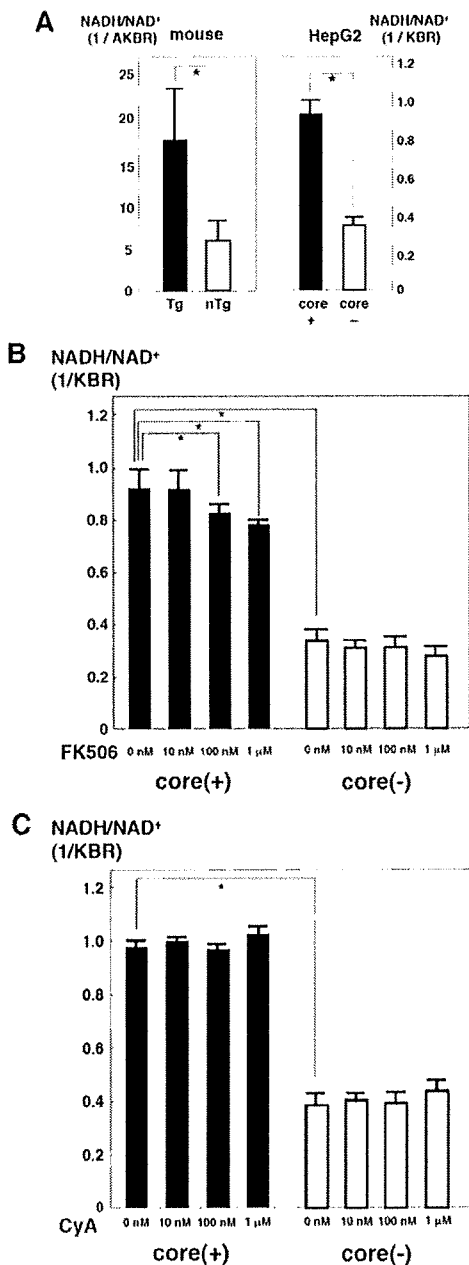 A
NADH/NAD⁺
(1 / AKBR)
mouse
HepG2
NADH/NAD⁺
(1 / KBR)
25
20
15
10
5
0
*
Tg
nTg
*
1.2
1.0
0.8
0.6
0.4
0.2
0
core
+
core
−
B
NADH/NAD⁺
(1/KBR)
1.2
1.0
0.8
0.6
0.4
0.2
0
*
*
*
FK506 0 nM 10 nM 100 nM 1 μM 0 nM 10 nM 100 nM 1 μM
core(+) core(-)
C
NADH/NAD⁺
(1/KBR)
1.2
1.0
0.8
0.6
0.4
0.2
0
*
CyA 0 nM 10 nM 100 nM 1 μM 0 nM 10 nM 100 nM 1 μM
core(+) core(-)